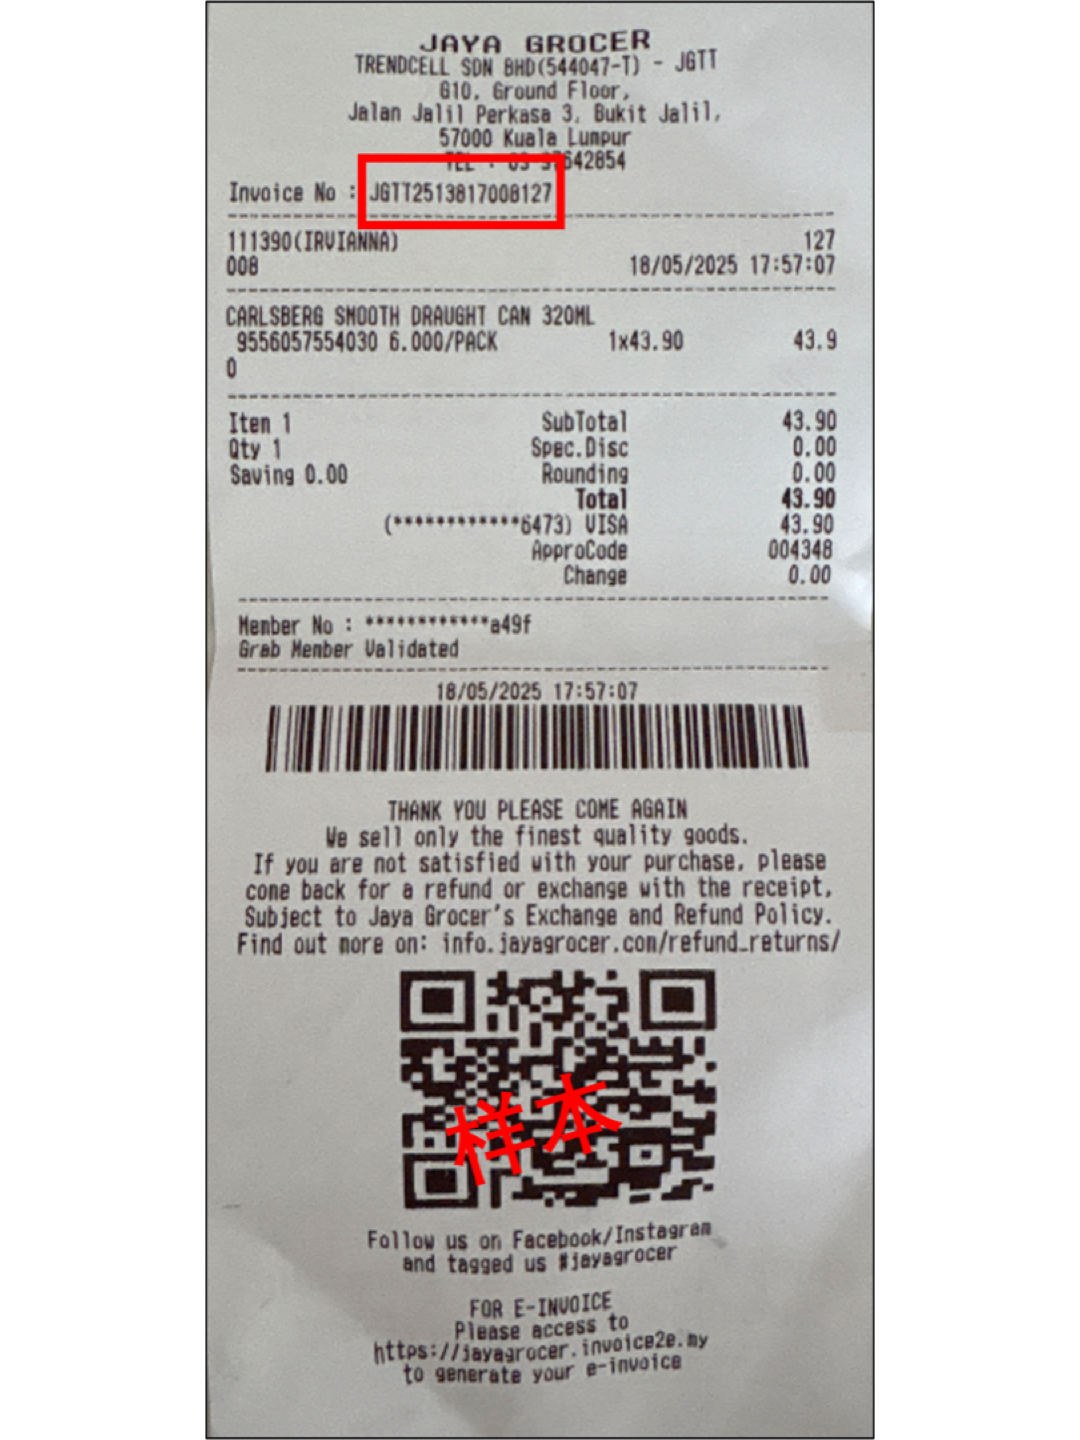 JAYA GROCER
TRENDCELL SDN BHD(544047-T) - JGTT
G10, Ground Floor,
Jalan Jalil Perkasa 3, Bukit Jalil,
57000 Kuala Lumpur
TEL : 03 97642854
Invoice No : JGTT2513817008127
111390(IRVIANNA) 127
008 18/05/2025 17:57:07
CARLSBERG SMOOTH DRAUGHT CAN 320ML
9556057554030 6.000/PACK 1x43.90 43.9
0
Item 1 SubTotal 43.90
Qty 1 Spec.Disc 0.00
Saving 0.00 Rounding 0.00
Total 43.90
(************6473) VISA 43.90
ApproCode 004348
Change 0.00
Member No : ************a49f
Grab Member Validated
18/05/2025 17:57:07
THANK YOU PLEASE COME AGAIN
We sell only the finest quality goods.
If you are not satisfied with your purchase, please
come back for a refund or exchange with the receipt,
Subject to Jaya Grocer's Exchange and Refund Policy.
Find out more on: info.jayagrocer.com/refund_returns/
样本
Follow us on Facebook/Instagram
and tagged us #jayagrocer
FOR E-INVOICE
Please access to
https://jayagrocer.invoice2e.my
to generate your e-invoice